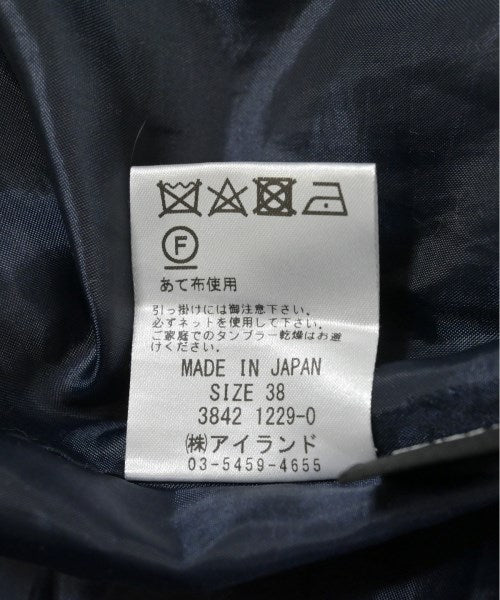 F
あて布使用
引っ掛けには御注意下さい。
必ずネットを使用して下さい。
ご家庭でのタンブラー乾燥はお避
けください。
MADE IN JAPAN
SIZE 38
3842 1229-0
㈱アイランド
03-5459-4655